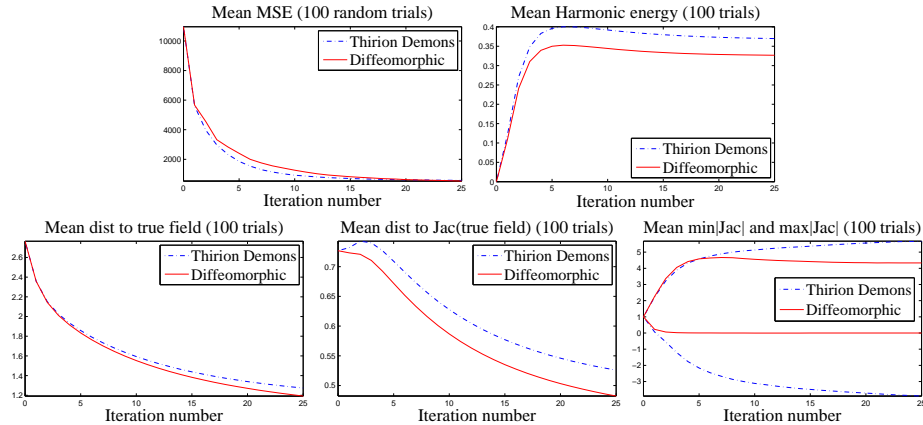 Mean MSE (100 random trials)
10000
8000
6000
4000
2000
0 5 10 15 20 25
Iteration number
Thirion Demons
Diffeomorphic
Mean Harmonic energy (100 trials)
0.4
0.35
0.3
0.25
0.2
0.15
0.1
0.05
0
0 5 10 15 20 25
Iteration number
Thirion Demons
Diffeomorphic
Mean dist to true field (100 trials)
2.6
2.4
2.2
2
1.8
1.6
1.4
1.2
0 5 10 15 20 25
Iteration number
Thirion Demons
Diffeomorphic
Mean dist to Jac(true field) (100 trials)
0.7
0.65
0.6
0.55
0.5
0 5 10 15 20 25
Iteration number
Thirion Demons
Diffeomorphic
Mean min|Jac| and max|Jac| (100 trials)
5
4
3
2
1
0
−1
−2
−3
0 5 10 15 20 25
Iteration number
Thirion Demons
Diffeomorphic